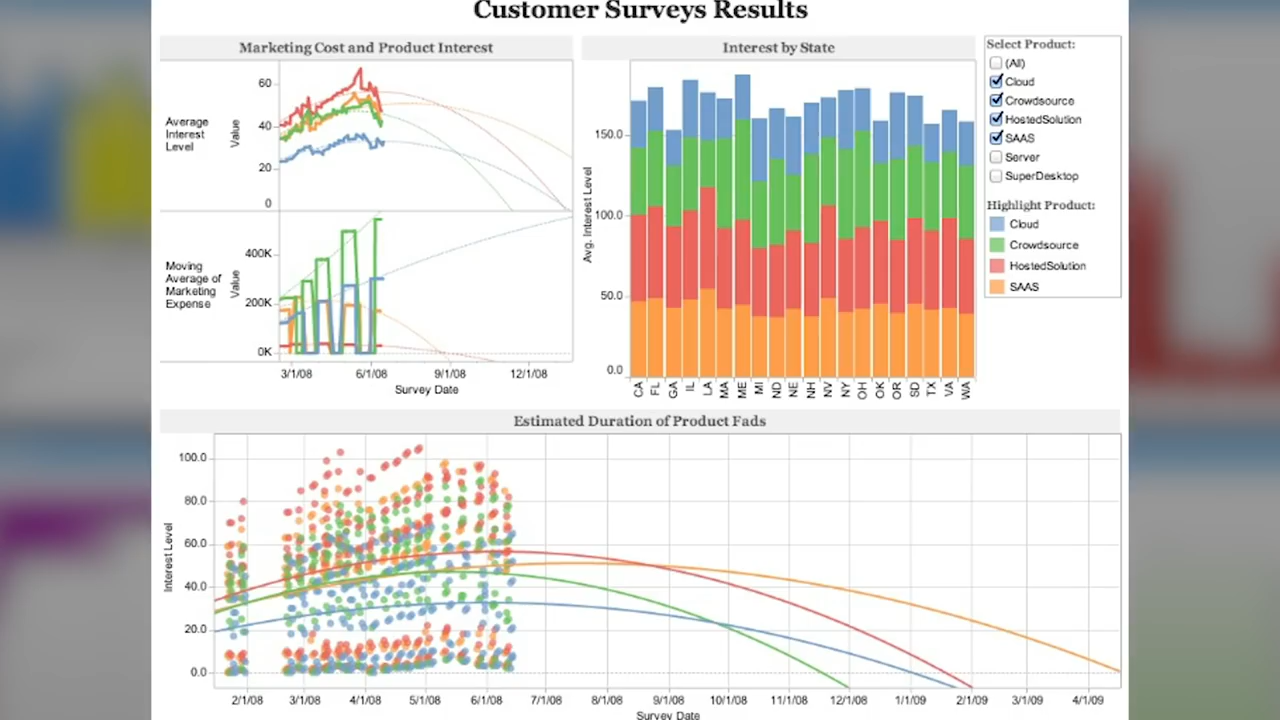 Customer Surveys Results
Marketing Cost and Product Interest
Average
Interest
Level
Value
60
40
20
0
Moving
Average of
Marketing
Expense
Value
400K
200K
0K
3/1/08 6/1/08 9/1/08 12/1/08
Survey Date
Interest by State
Avg. Interest Level
150.0
100.0
50.0
0.0
CA FL GA IL LA MA ME MI ND NE NH NV NY OH OK OR SD TX VA WA
Select Product:
(All)
Cloud
Crowdsource
HostedSolution
SAAS
Server
SuperDesktop
Highlight Product:
Cloud
Crowdsource
HostedSolution
SAAS
Estimated Duration of Product Fads
Interest Level
100.0
80.0
60.0
40.0
20.0
0.0
2/1/08 3/1/08 4/1/08 5/1/08 6/1/08 7/1/08 8/1/08 9/1/08 10/1/08 11/1/08 12/1/08 1/1/09 2/1/09 3/1/09 4/1/09
Survey Date